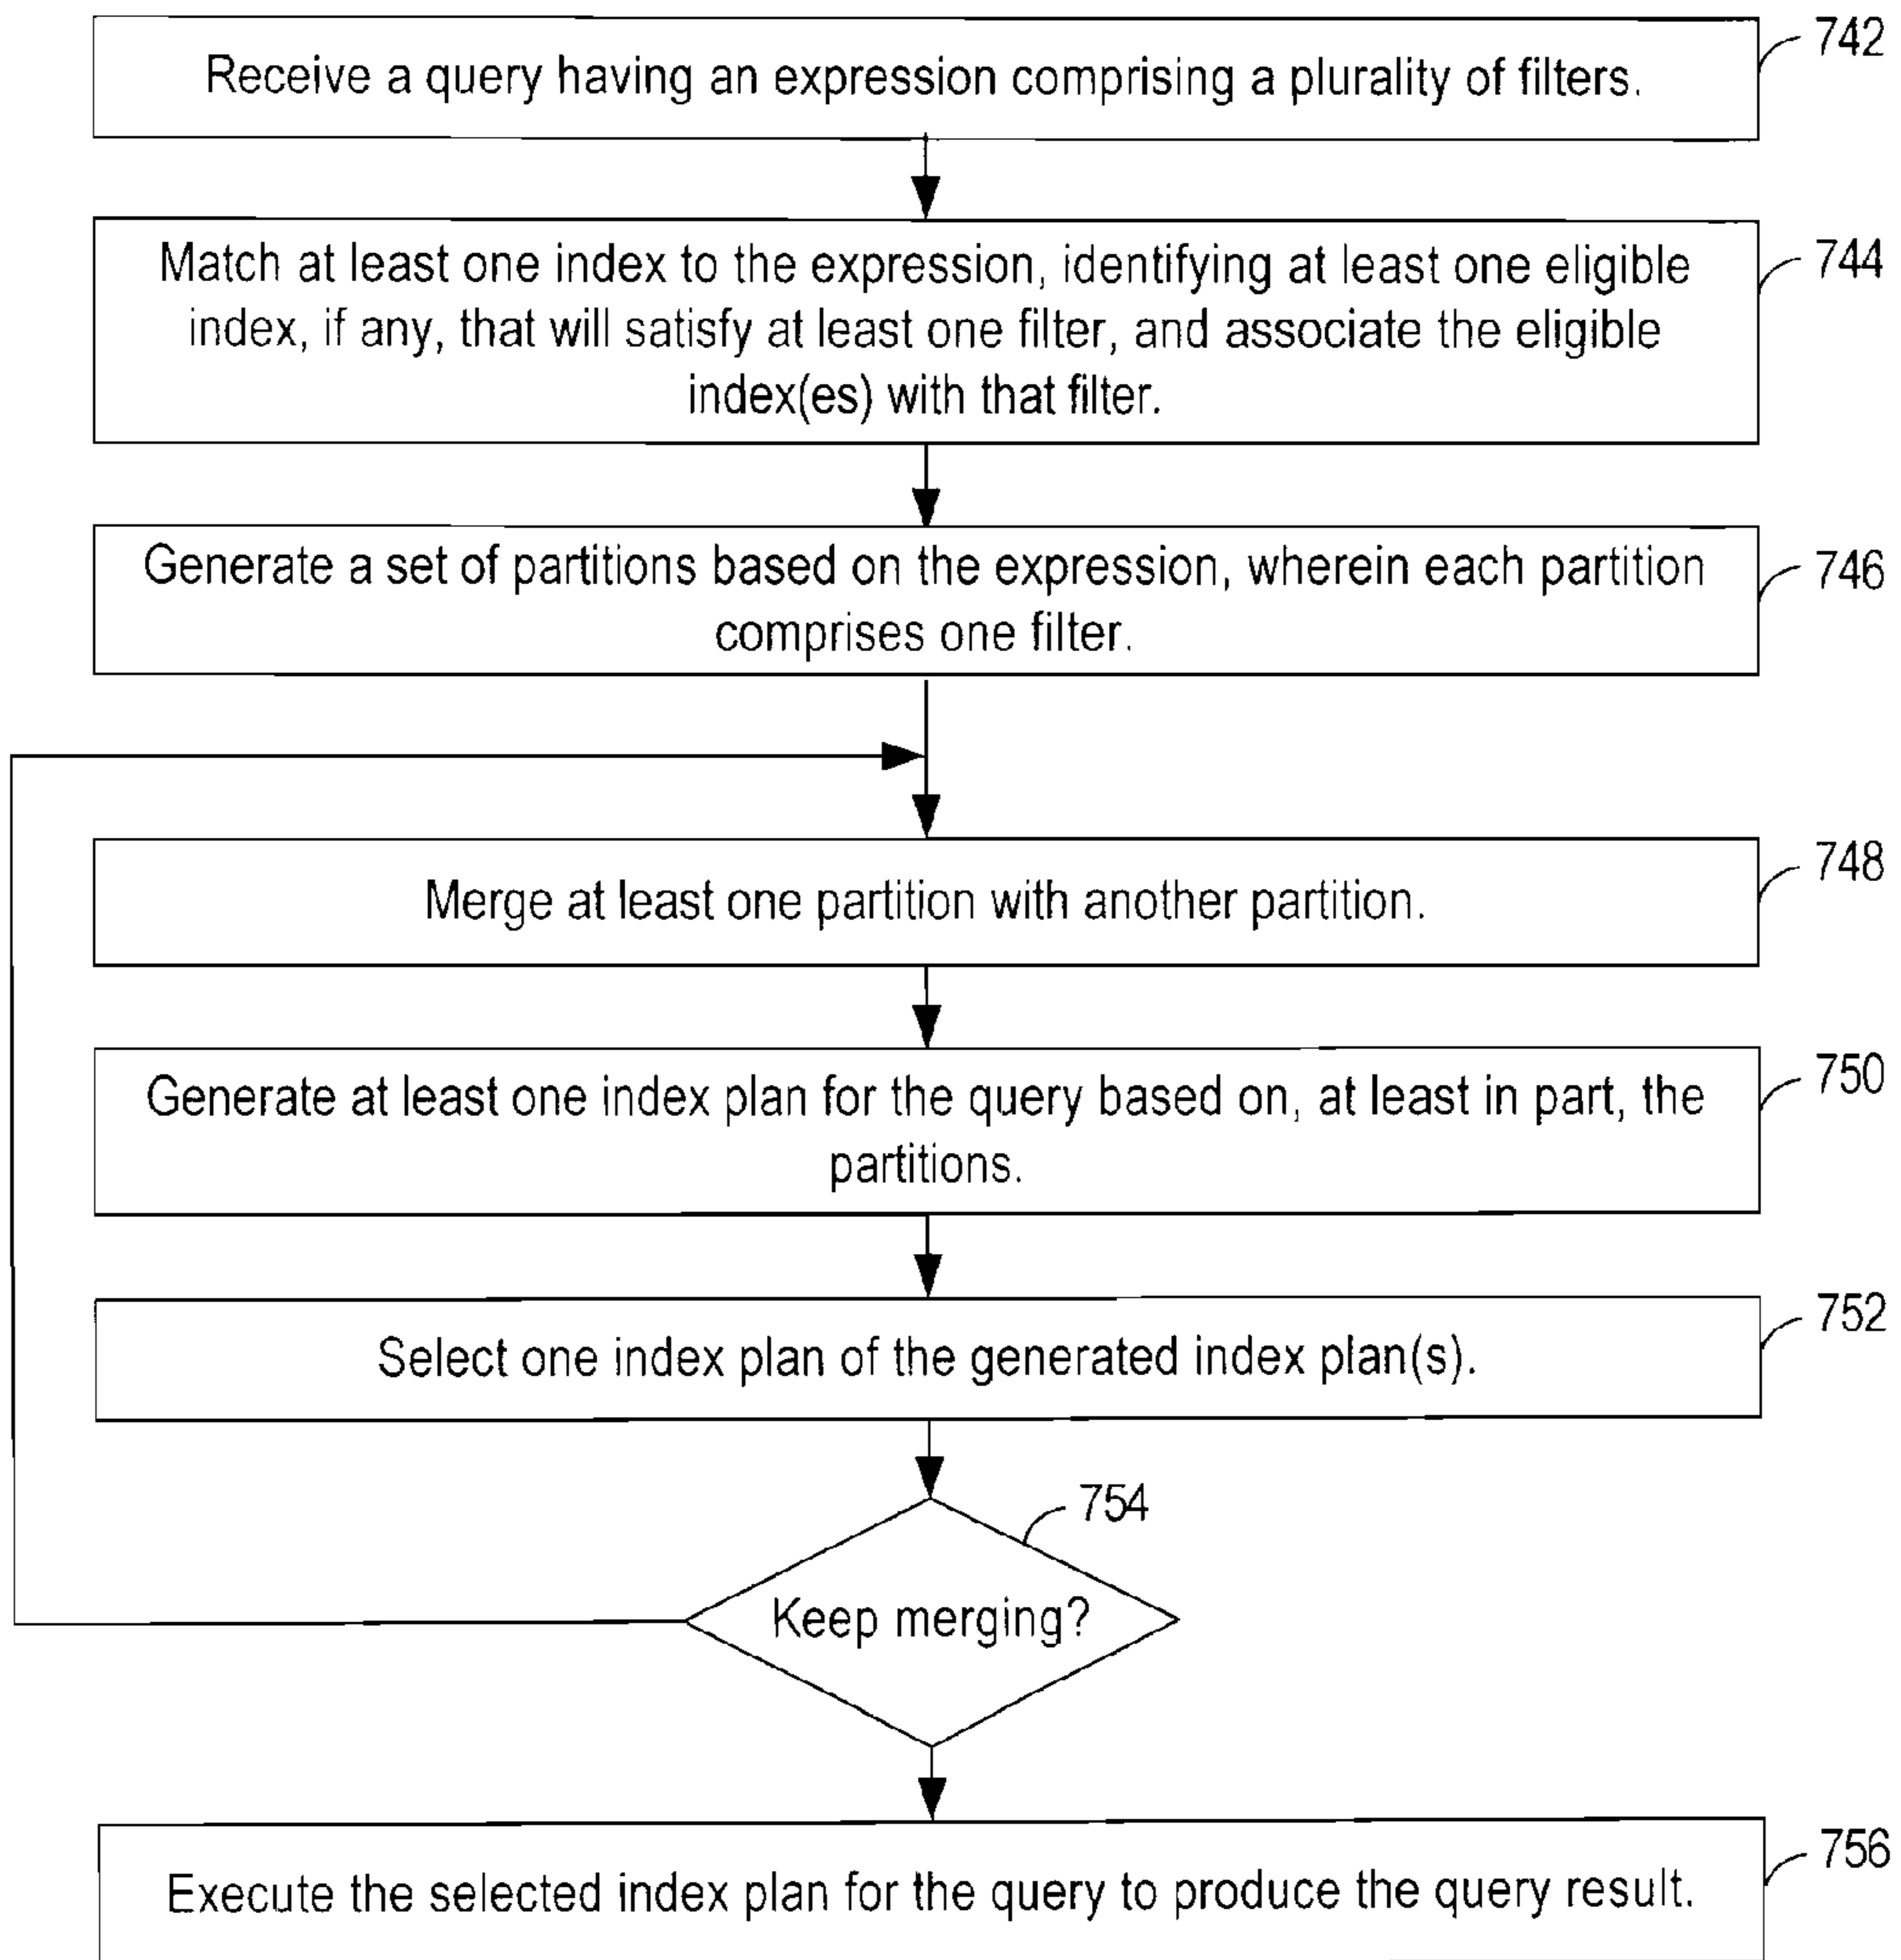 742
Receive a query having an expression comprising a plurality of filters.
744
Match at least one index to the expression, identifying at least one eligible
index, if any, that will satisfy at least one filter, and associate the eligible
index(es) with that filter.
746
Generate a set of partitions based on the expression, wherein each partition
comprises one filter.
748
Merge at least one partition with another partition.
750
Generate at least one index plan for the query based on, at least in part, the
partitions.
752
Select one index plan of the generated index plan(s).
754
Keep merging?
756
Execute the selected index plan for the query to produce the query result.